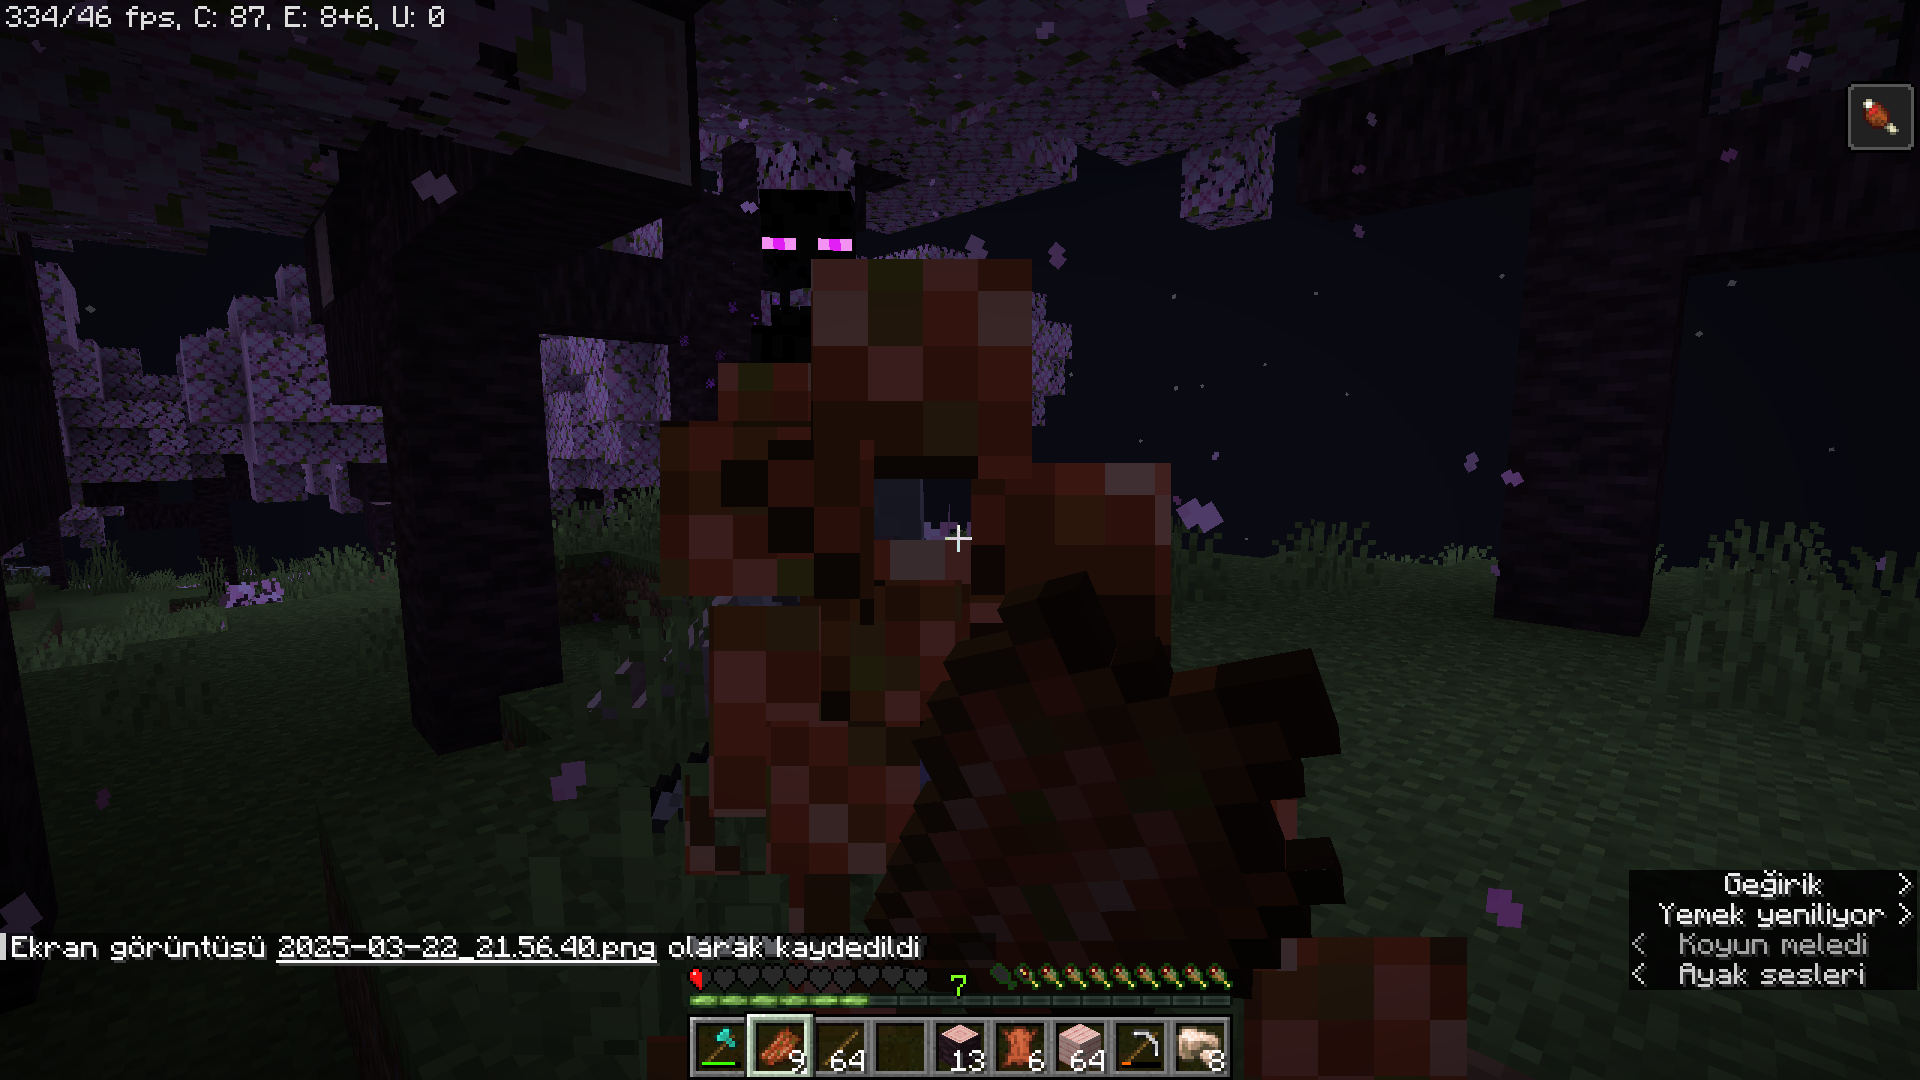 334/46 fps, C: 87, E: 8+6, U: 0
Geğirik >
Yemek yeniliyor >
< Koyun meledi
< Ayak sesleri
Ekran görüntüsü 2025-03-22_21.56.40.png olarak kaydedildi
7
9 64 13 6 64 8